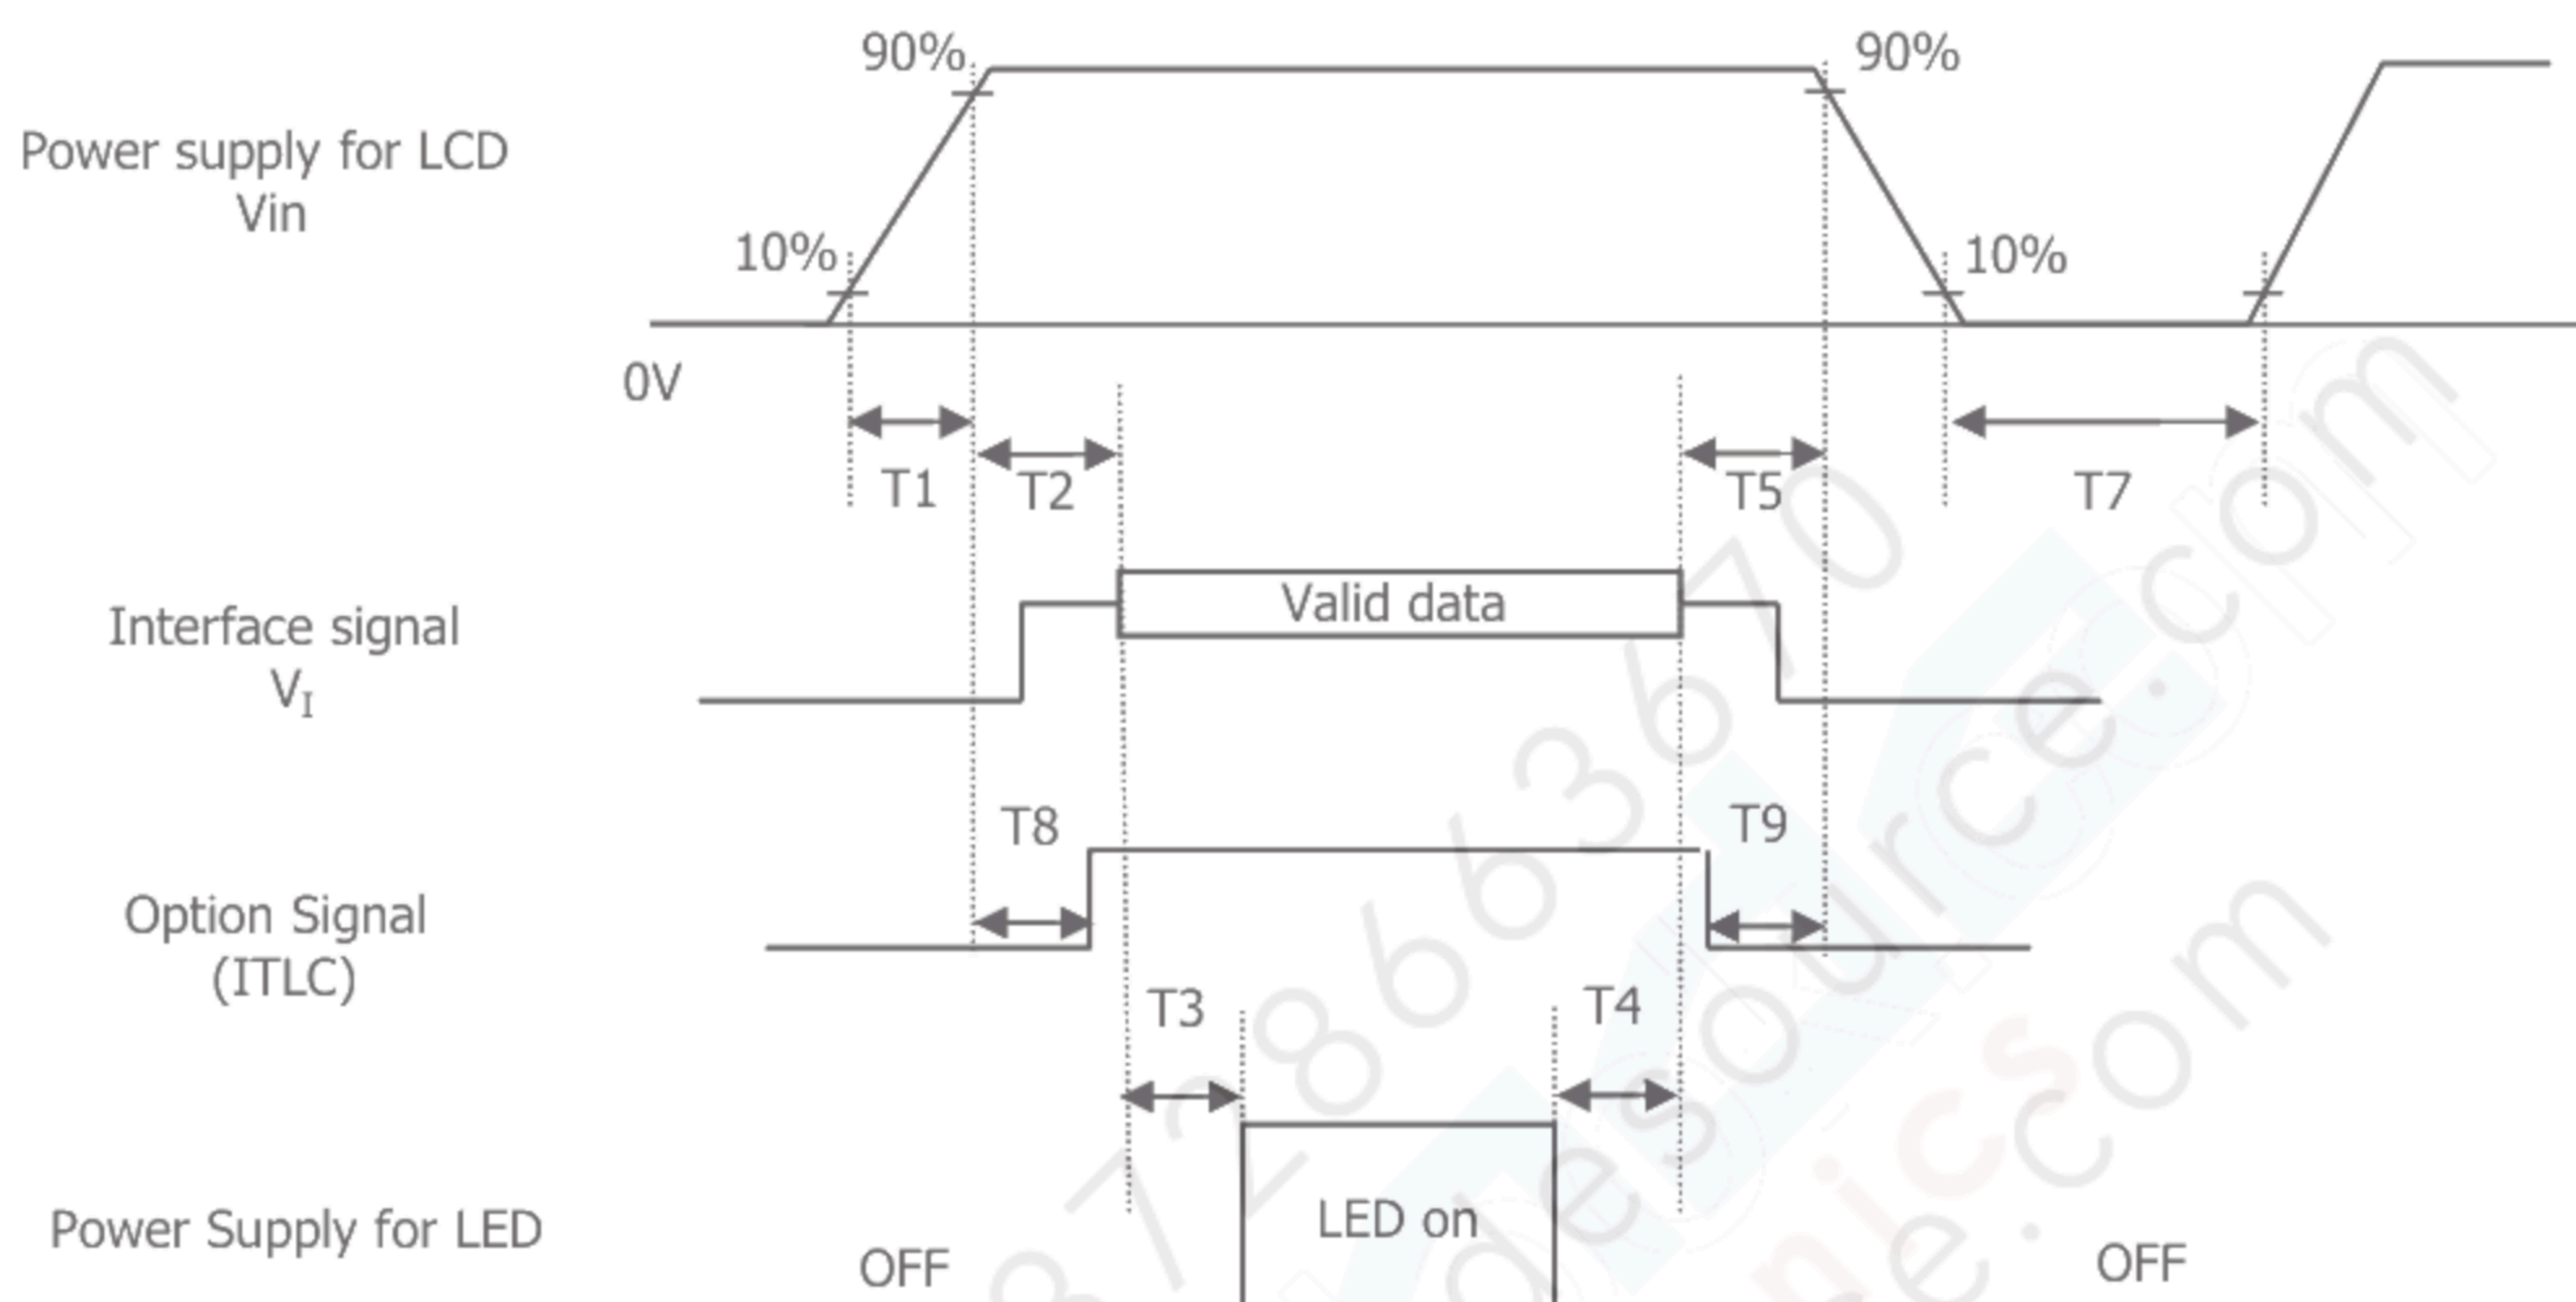 90%
90%
Power supply for LCD
Vin
10%
10%
0V
T1
T2
T5
T7
Valid data
Interface signal
V_I
T8
T9
Option Signal
(ITLC)
T3
T4
LED on
Power Supply for LED
OFF
OFF